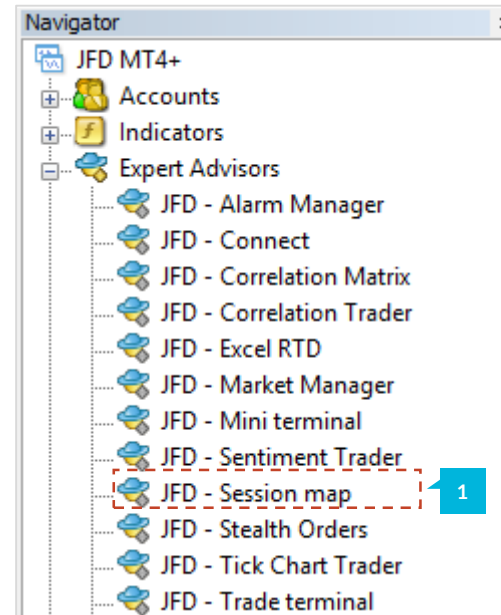 Navigator
JFD MT4+
Accounts
Indicators
Expert Advisors
JFD - Alarm Manager
JFD - Connect
JFD - Correlation Matrix
JFD - Correlation Trader
JFD - Excel RTD
JFD - Market Manager
JFD - Mini terminal
JFD - Sentiment Trader
JFD - Session map 1
JFD - Stealth Orders
JFD - Tick Chart Trader
JFD - Trade terminal